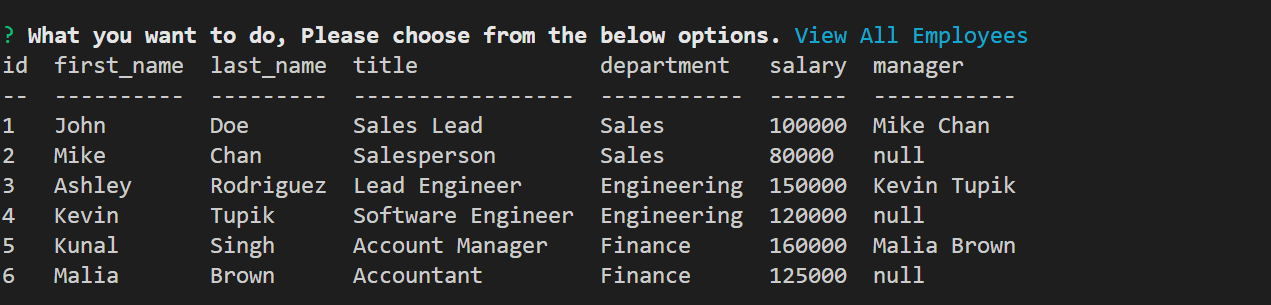 ? What you want to do, Please choose from the below options. View All Employees
id  first_name  last_name  title              department   salary  manager
--  ----------  ---------  -----------------  -----------  ------  -----------
1   John        Doe        Sales Lead         Sales        100000  Mike Chan
2   Mike        Chan       Salesperson        Sales        80000   null
3   Ashley      Rodriguez  Lead Engineer      Engineering  150000  Kevin Tupik
4   Kevin       Tupik      Software Engineer  Engineering  120000  null
5   Kunal       Singh      Account Manager    Finance      160000  Malia Brown
6   Malia       Brown      Accountant         Finance      125000  null